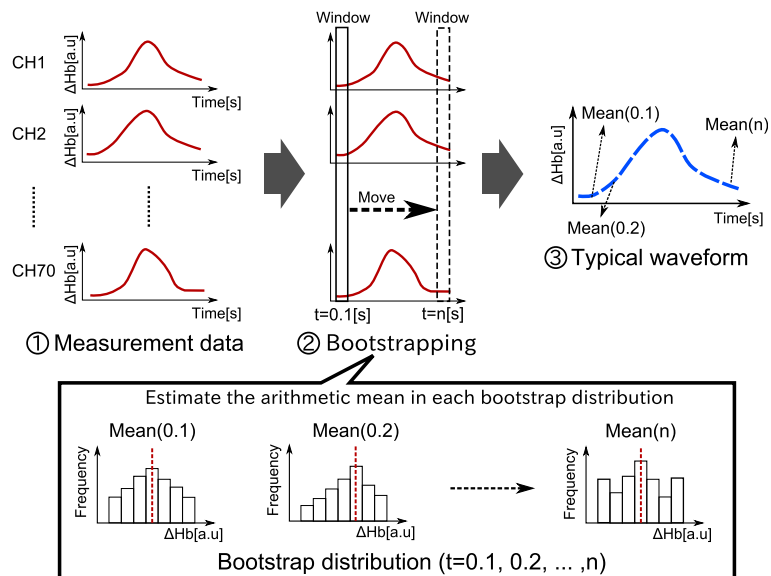 CH1
ΔHb[a.u]
Time[s]
CH2
ΔHb[a.u]
Time[s]
CH70
ΔHb[a.u]
Time[s]
① Measurement data
Window
Window
Move
t=0.1[s]
t=n[s]
② Bootstrapping
Mean(0.1)
Mean(n)
ΔHb[a.u]
Time[s]
Mean(0.2)
③ Typical waveform
Estimate the arithmetic mean in each bootstrap distribution
Mean(0.1)
Frequency
ΔHb[a.u]
Mean(0.2)
Frequency
ΔHb[a.u]
Mean(n)
Frequency
ΔHb[a.u]
Bootstrap distribution (t=0.1, 0.2, ... ,n)